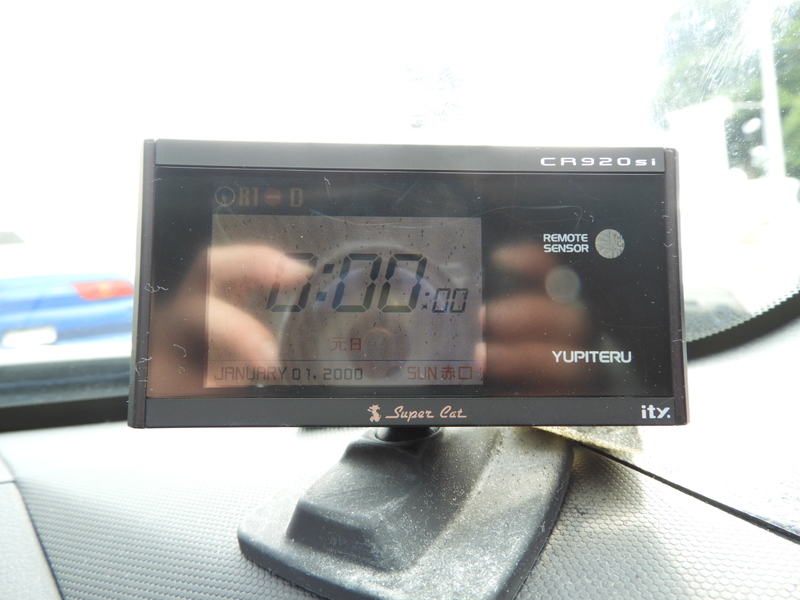 CR920si
R1 D
REMOTE
SENSOR
0:00:00
元日
YUPITERU
JANUARY 01. 2000 SUN 赤口
Super Cat
ity.